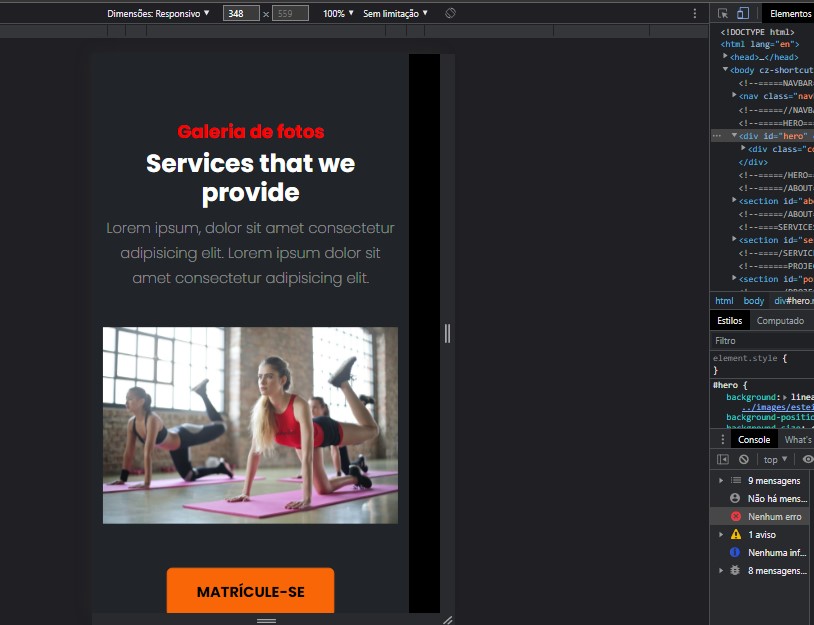 Dimensões: Responsivo ▼ 348 × 559 100% ▼ Sem limitação ▼
Elementos
Galeria de fotos
Services that we
provide
Lorem ipsum, dolor sit amet consectetur
adipisicing elit. Lorem ipsum dolor sit
amet consectetur adipisicing elit.
MATRÍCULE-SE
<!DOCTYPE html>
<html lang="en">
<head>…</head>
<body cz-shortcut
<!--======NAVBAR=
<nav class="nav
<!--======//NAVB
<!--======HERO==
<div id="hero"
<div class="co
</div>
<!--=====/HERO==
<!--=====/ABOUT=
<section id="ab
<!--=====/ABOUT-
<!--=====SERVICE
<section id="se
<!--=====/SERVIC
<!--======PROJEC
<section id="po
html body div#hero.
Estilos Computado
Filtro
element.style {
}
#hero {
background: linea
../images/estei
background-positio
Console What's
top ▼
9 mensagens
Não há mens...
Nenhum erro
1 aviso
Nenhuma inf...
8 mensagens...